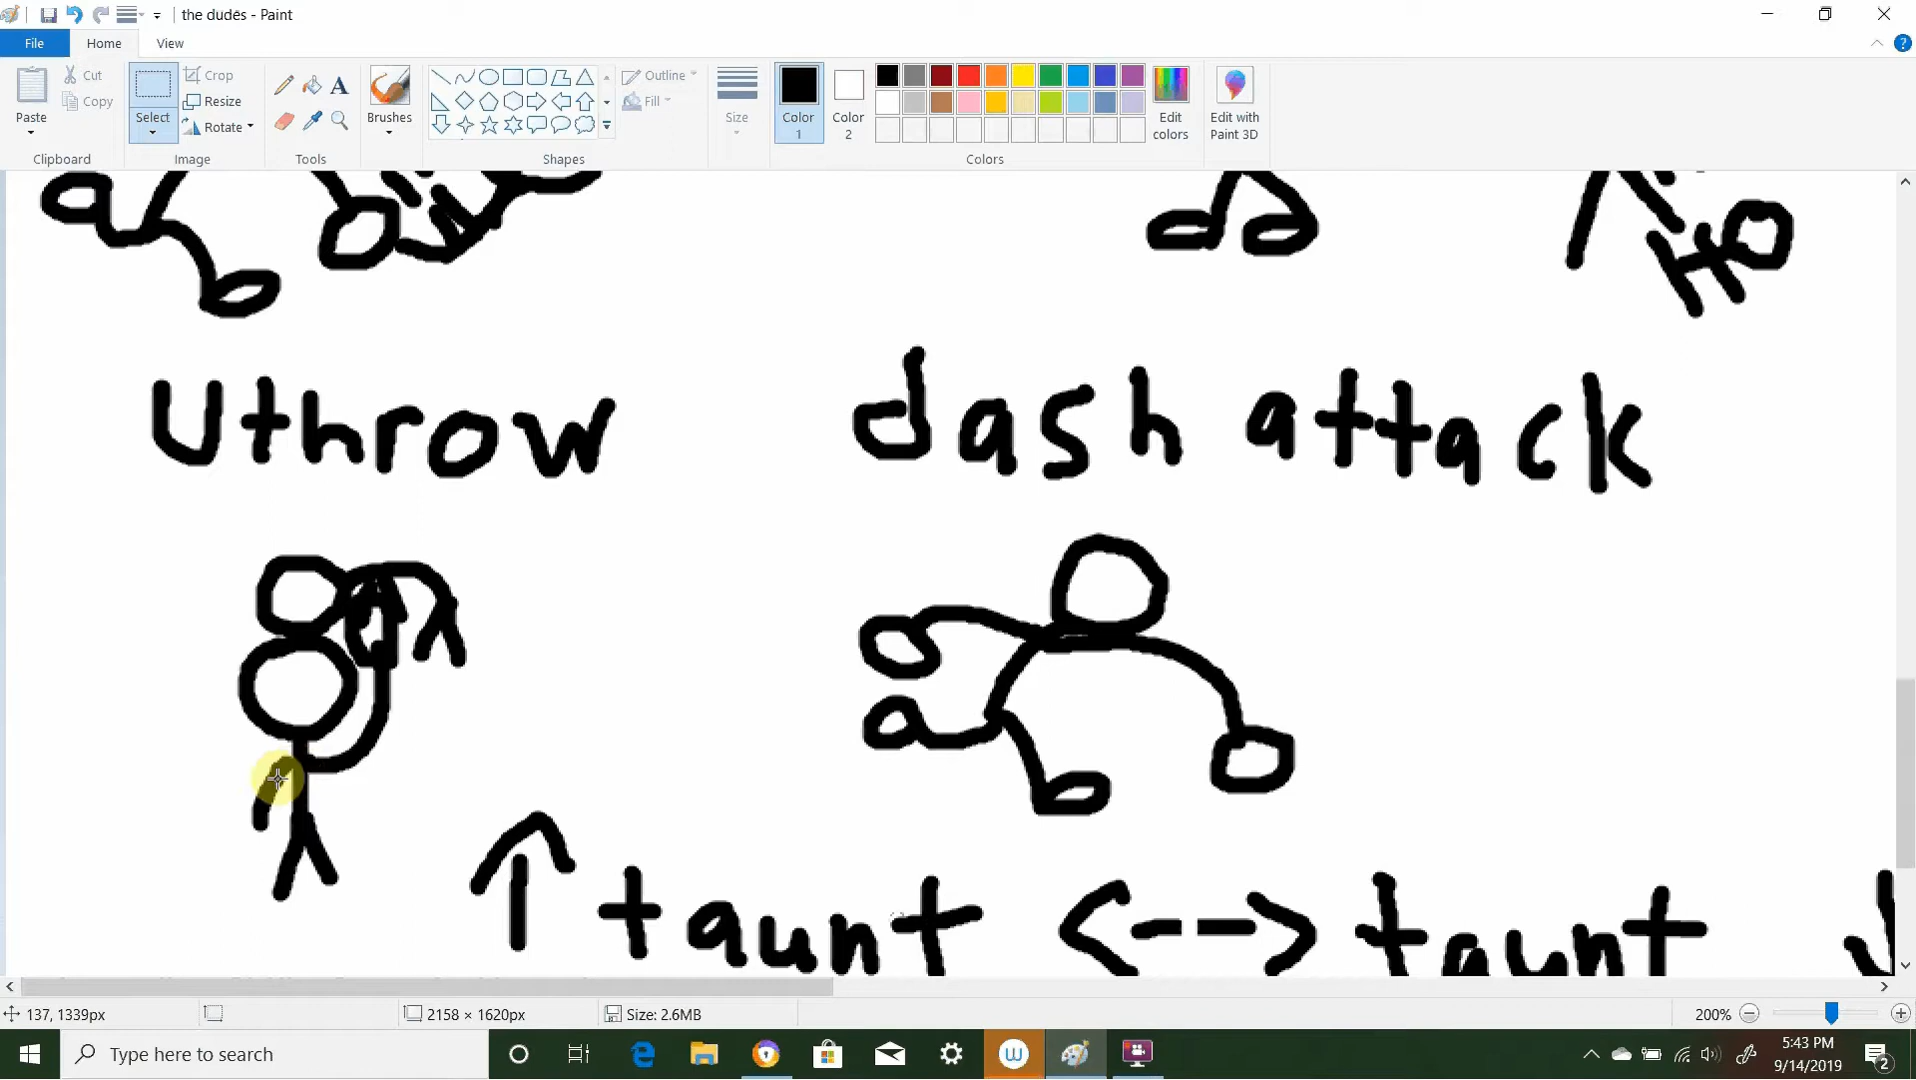 the dudes - Paint
File Home View
Paste
Cut
Copy
Clipboard
Select
Crop
Resize
Rotate
Image
Tools
Brushes
Shapes
Outline
Fill
Size
Color 1
Color 2
Edit colors
Colors
Edit with Paint 3D
Uthrow dash attack
↑ taunt <--> taunt
137, 1339px 2158 × 1620px Size: 2.6MB 200%
Type here to search
5:43 PM
9/14/2019
2